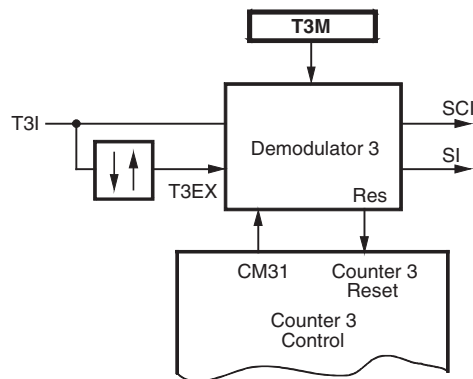 T3M
SCI
T3I
Demodulator 3
SI
T3EX
Res
CM31
Counter 3
Reset
Counter 3
Control